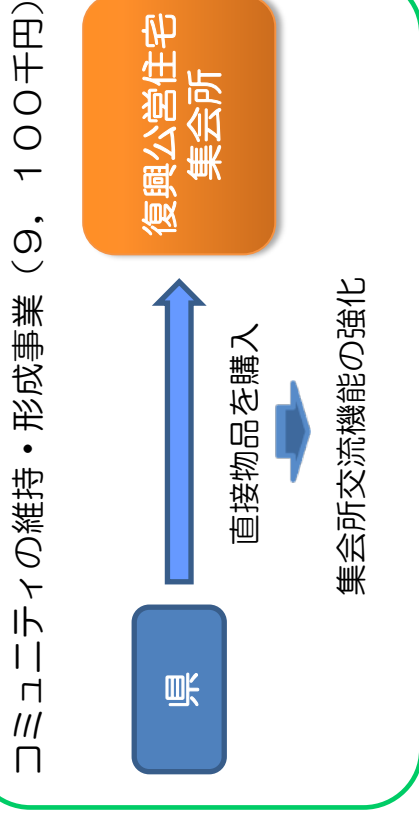 コミュニティの維持・形成事業（９，１００千円）
県
直接物品を購入
復興公営住宅
集会所
集会所交流機能の強化